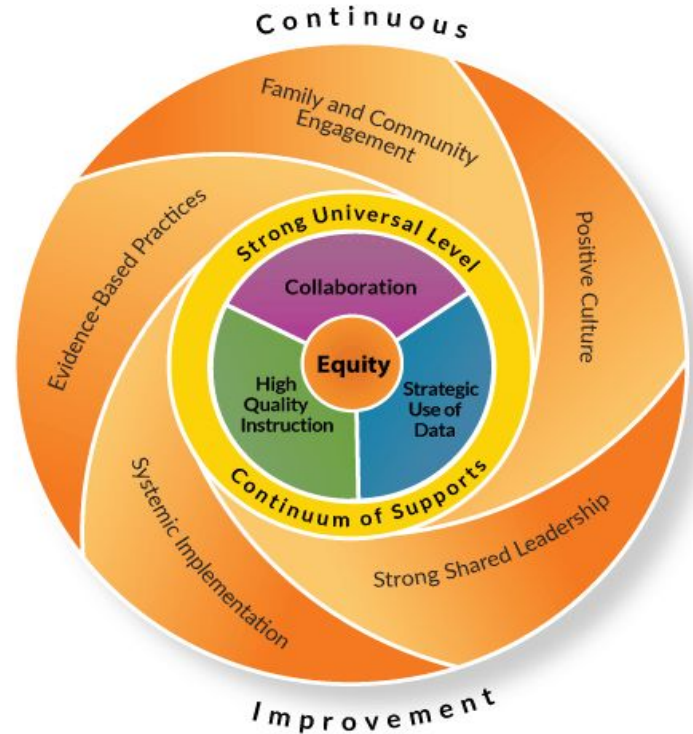 Continuous
Family and Community
Engagement
Positive Culture
Evidence-Based Practices
Strong Universal Level
Collaboration
Equity
High
Quality
Instruction
Strategic
Use of
Data
Continuum of Supports
Systemic Implementation
Strong Shared Leadership
Improvement